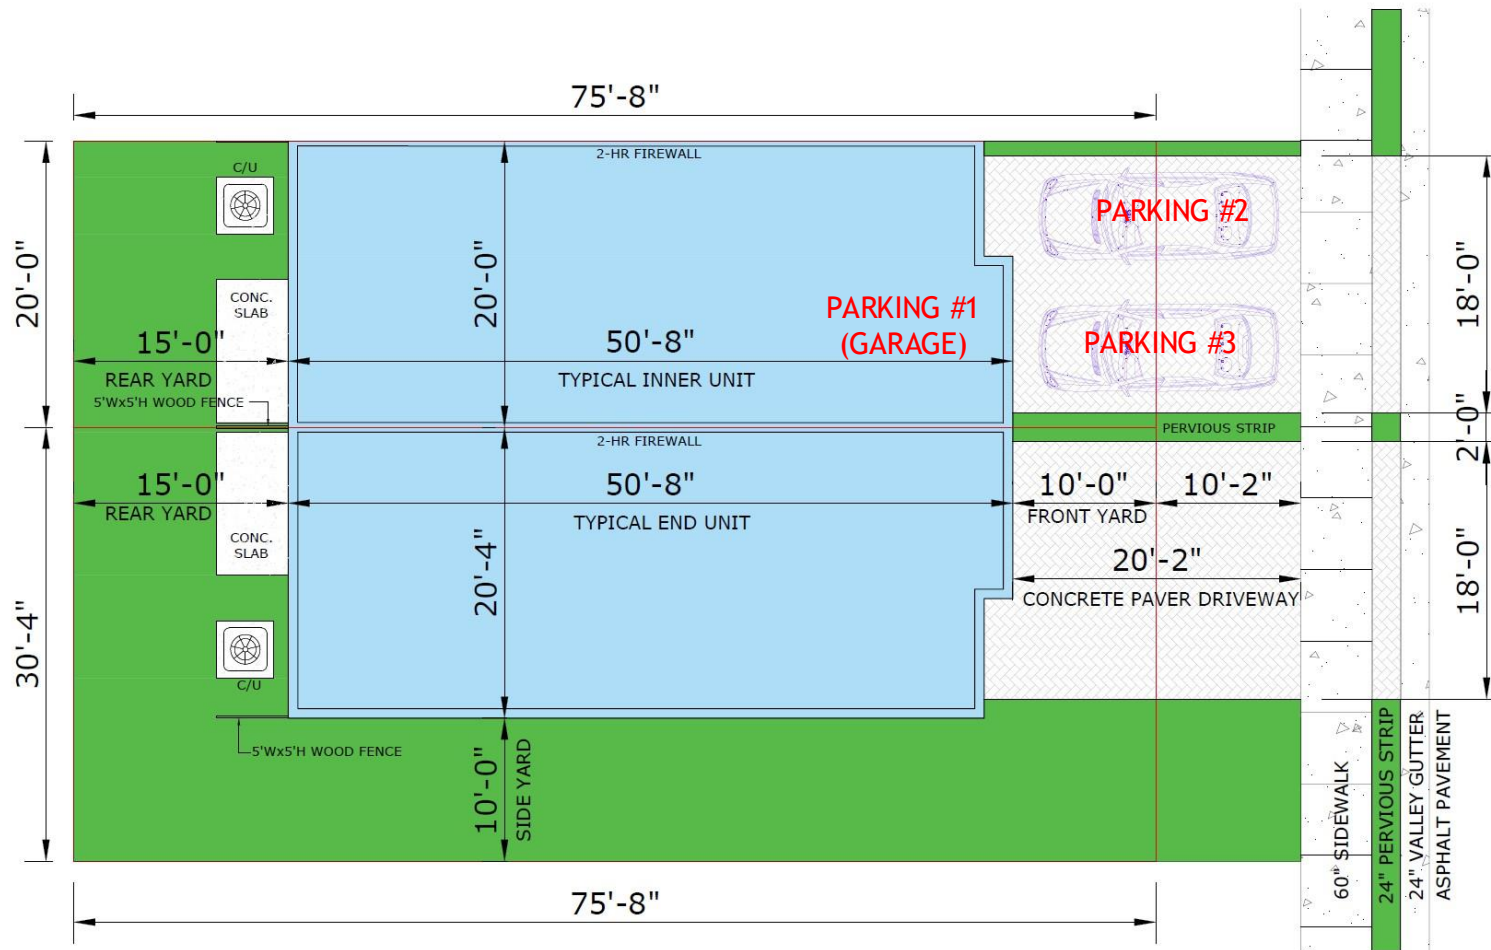 75'-8"
2-HR FIREWALL
C/U
PARKING #2
20'-0"
20'-0"
18'-0"
CONC.
SLAB
PARKING #1
(GARAGE)
PARKING #3
15'-0"
REAR YARD
50'-8"
TYPICAL INNER UNIT
5'Wx5'H WOOD FENCE
2'-0"
2-HR FIREWALL
PERVIOUS STRIP
15'-0"
REAR YARD
50'-8"
TYPICAL END UNIT
10'-0"
FRONT YARD
10'-2"
CONC.
SLAB
20'-4"
20'-2"
CONCRETE PAVER DRIVEWAY
18'-0"
30'-4"
C/U
5'Wx5'H WOOD FENCE
10'-0"
SIDE YARD
60" SIDEWALK
24" PERVIOUS STRIP
24" VALLEY GUTTER
ASPHALT PAVEMENT
75'-8"